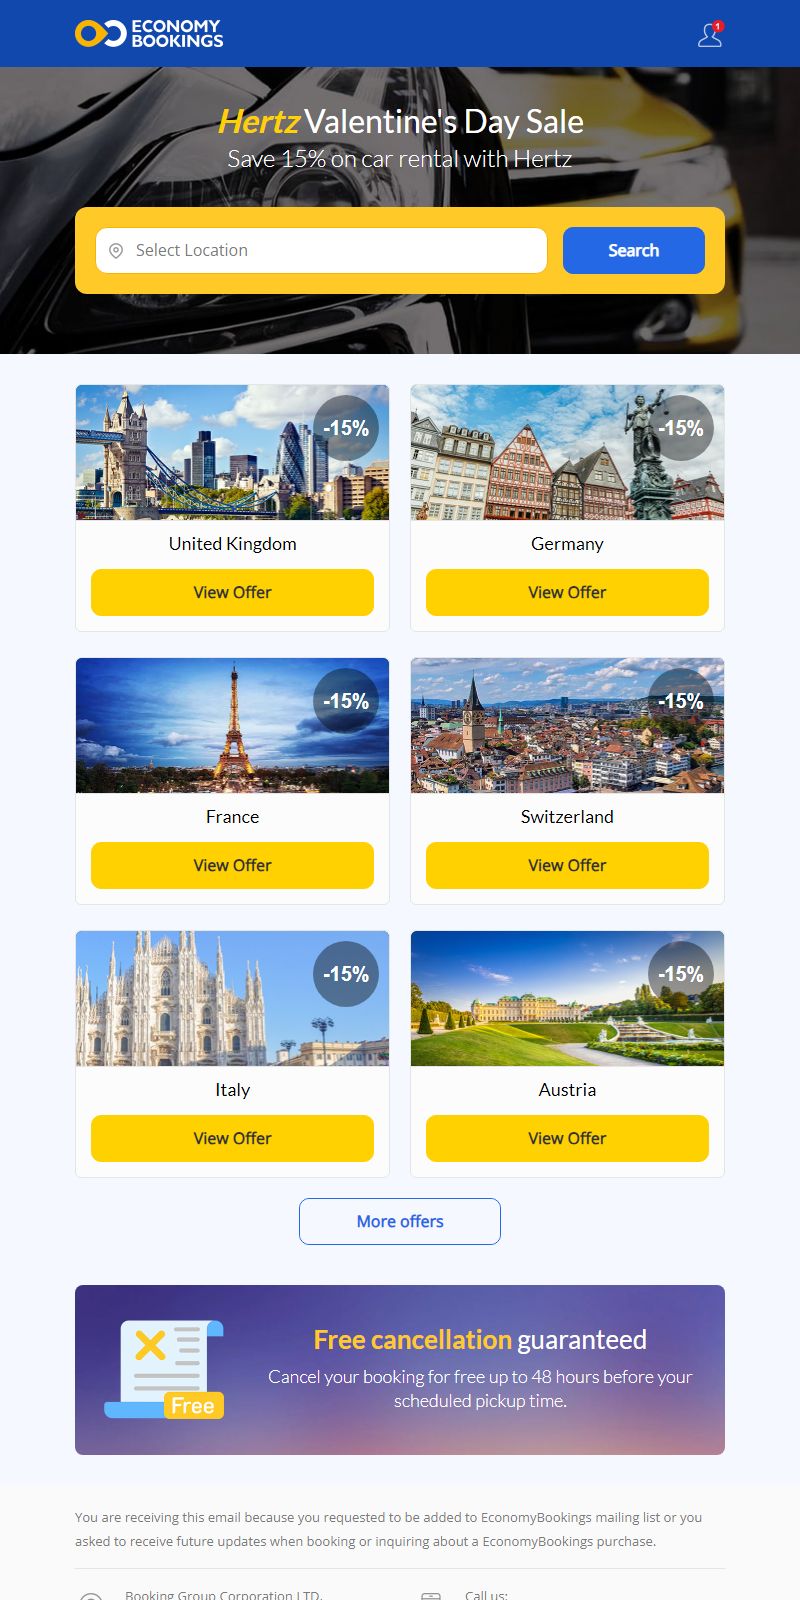 ECONOMY
BOOKINGS
1
Hertz Valentine's Day Sale
Save 15% on car rental with Hertz
Select Location
Search
-15%
-15%
United Kingdom
Germany
View Offer
View Offer
-15%
-15%
France
Switzerland
View Offer
View Offer
-15%
-15%
Italy
Austria
View Offer
View Offer
More offers
Free cancellation guaranteed
Cancel your booking for free up to 48 hours before your
scheduled pickup time.
Free
You are receiving this email because you requested to be added to EconomyBookings mailing list or you
asked to receive future updates when booking or inquiring about a EconomyBookings purchase.
Booking Group Corporation LTD.
Call us: